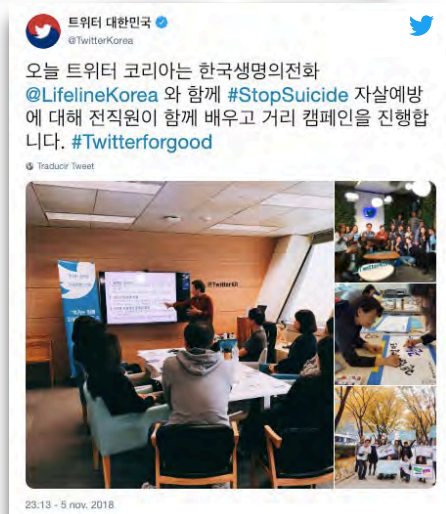 트위터 대한민국
@TwitterKorea
오늘 트위터 코리아는 한국생명의전화
@LifelineKorea 와 함께 #StopSuicide 자살예방
에 대해 전직원이 함께 배우고 거리 캠페인을 진행합
니다. #Twitterforgood
Traducir Tweet
@TwitterKR
23:13 - 5 nov. 2018